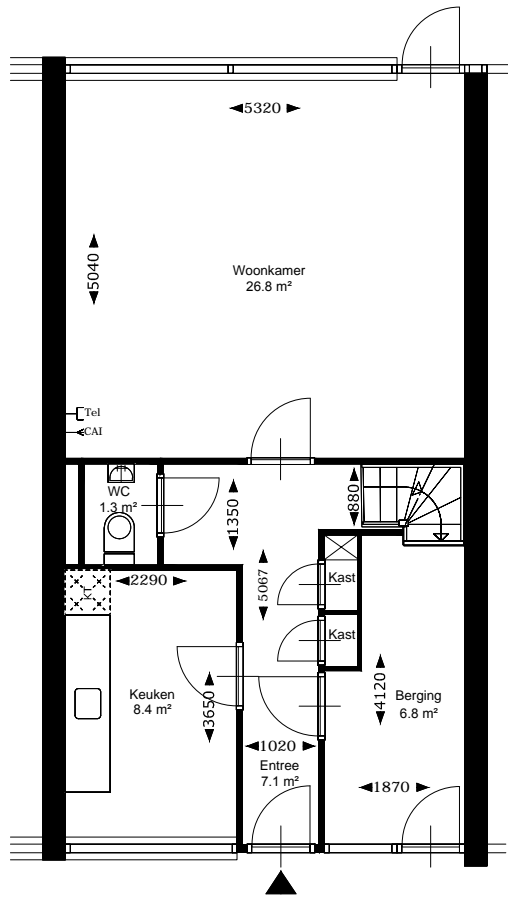 5320
5040
Woonkamer
26.8 m²
Tel
CAI
WC
1.3 m²
1350
880
2290
KT
5067
Kast
Kast
Keuken
8.4 m²
3650
4120
Berging
6.8 m²
1020
Entree
7.1 m²
1870